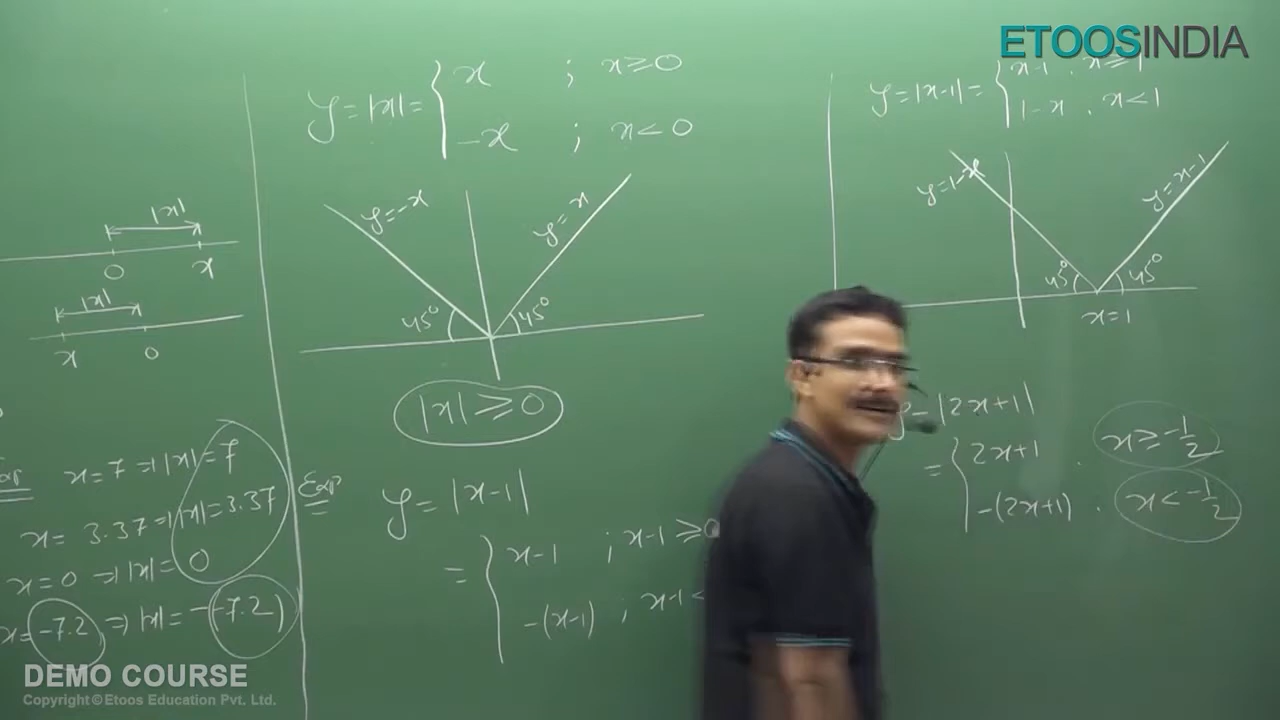 ETOOSINDIA
|x|
0 x
|x|
x 0
x=7 ⇒ |x| = 7
x= 3.37 ⇒ |x| = 3.37
x=0 ⇒ |x| = 0
x= -7.2 ⇒ |x| = -(-7.2)
y = |x| = { x ; x ≥ 0
-x ; x < 0
y=-x y=x
45° 45°
|x| ≥ 0
Exp y = |x-1|
= { x-1 ; x-1 ≥ 0
-(x-1) ; x-1 <
y = |x-1| = { x-1 , x ≥ 1
1-x , x < 1
y=1-x y=x-1
45° 45°
x=1
|2x+1|
= { 2x+1 , x ≥ -1/2
-(2x+1) , x < -1/2
DEMO COURSE
Copyright © Etoos Education Pvt. Ltd.